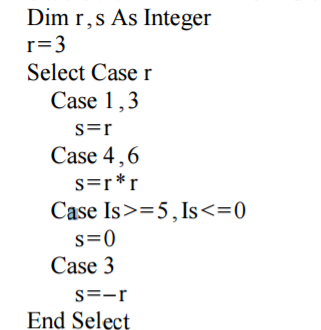 Dim r,s As Integer
r=3
Select Case r
Case 1,3
s=r
Case 4,6
s=r*r
Case Is>=5,Is<=0
s=0
Case 3
s=-r
End Select